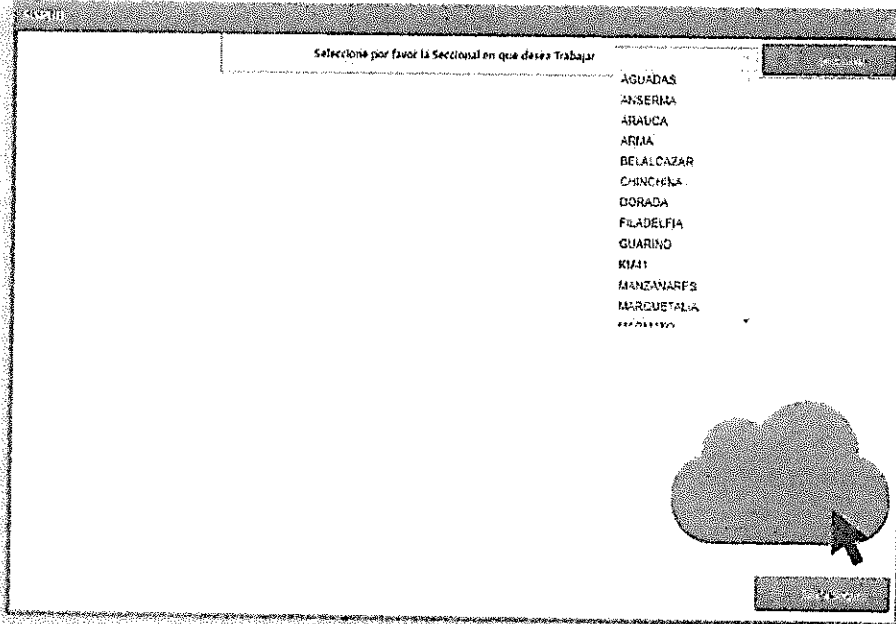 Seleccione por favor la Seccional en que desea Trabajar
AGUADAS
ANSERMA
ARAUCA
ARMA
BELALCAZAR
CHINCHINA
DORADA
FILADELFIA
GUARINO
KM41
MANZANARES
MARQUETALIA